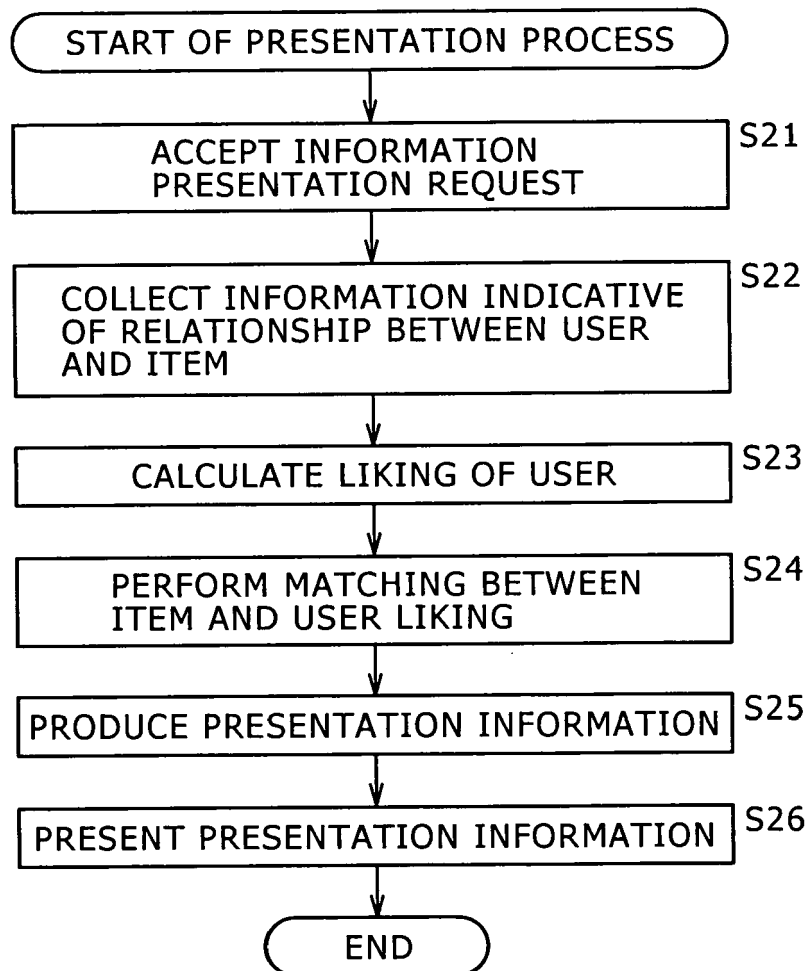 START OF PRESENTATION PROCESS
S21
ACCEPT INFORMATION
PRESENTATION REQUEST
S22
COLLECT INFORMATION INDICATIVE
OF RELATIONSHIP BETWEEN USER
AND ITEM
S23
CALCULATE LIKING OF USER
S24
PERFORM MATCHING BETWEEN
ITEM AND USER LIKING
S25
PRODUCE PRESENTATION INFORMATION
S26
PRESENT PRESENTATION INFORMATION
END